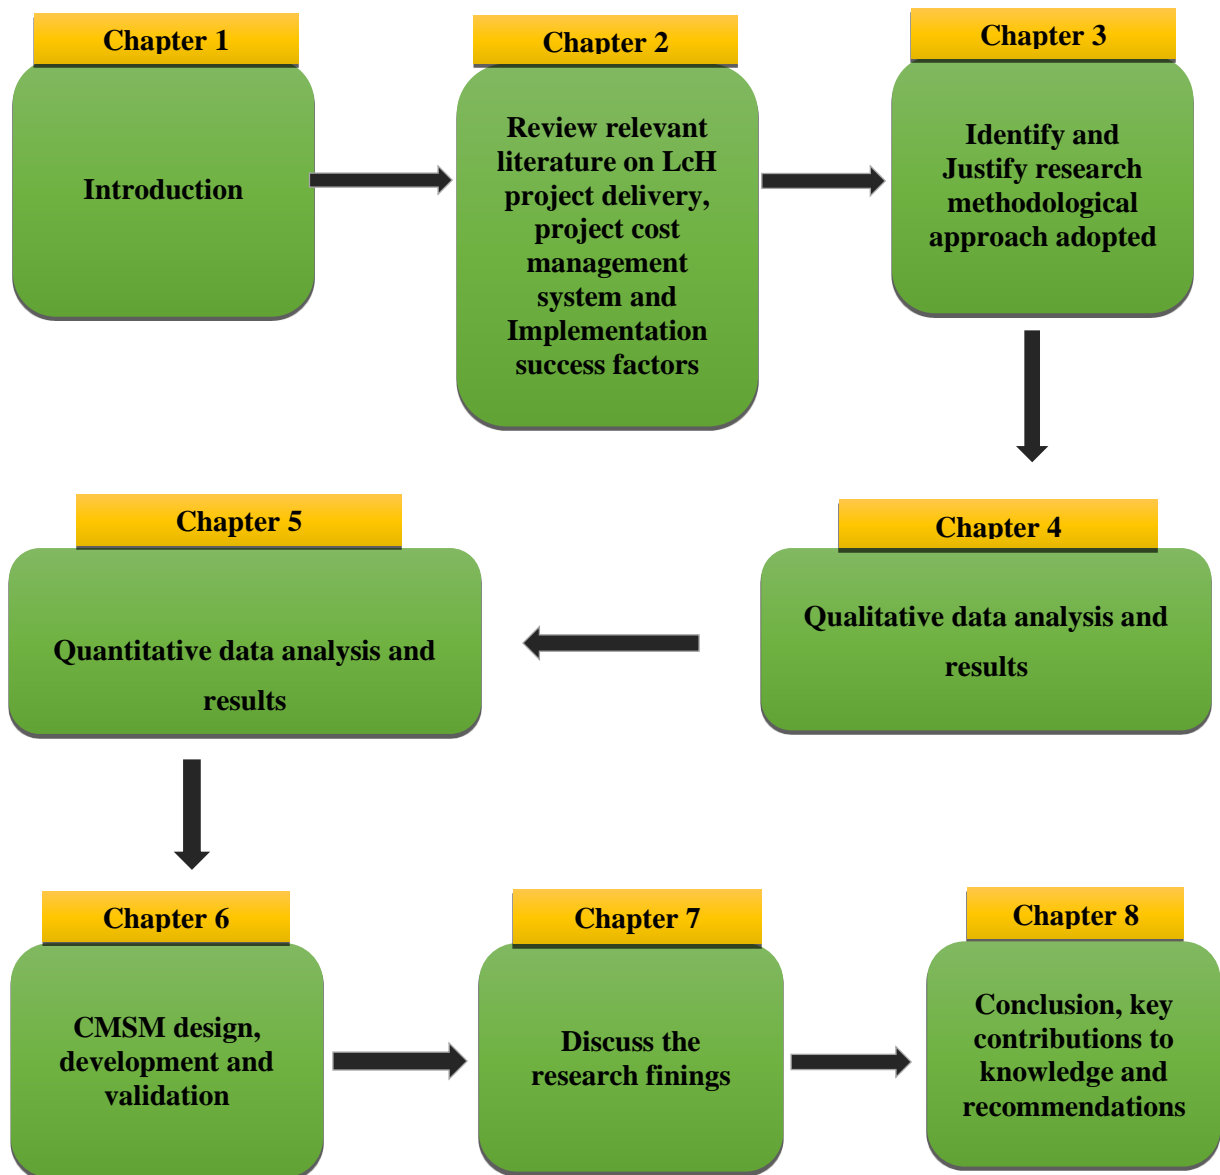 Chapter 1
Introduction
Chapter 2
Review relevant
literature on LcH
project delivery,
project cost
management
system and
Implementation
success factors
Chapter 3
Identify and
Justify research
methodological
approach adopted
Chapter 4
Qualitative data analysis and
results
Chapter 5
Quantitative data analysis and
results
Chapter 6
CMSM design,
development and
validation
Chapter 7
Discuss the
research finings
Chapter 8
Conclusion, key
contributions to
knowledge and
recommendations